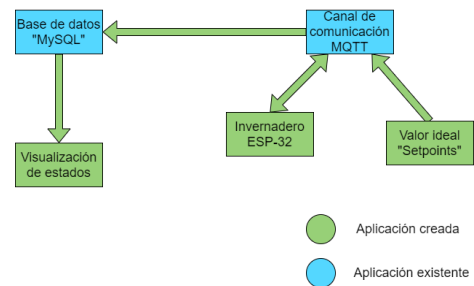 Base de datos
"MySQL"
Canal de
comunicación
MQTT
Invernadero
ESP-32
Valor ideal
"Setpoints"
Visualización
de estados
Aplicación creada
Aplicación existente